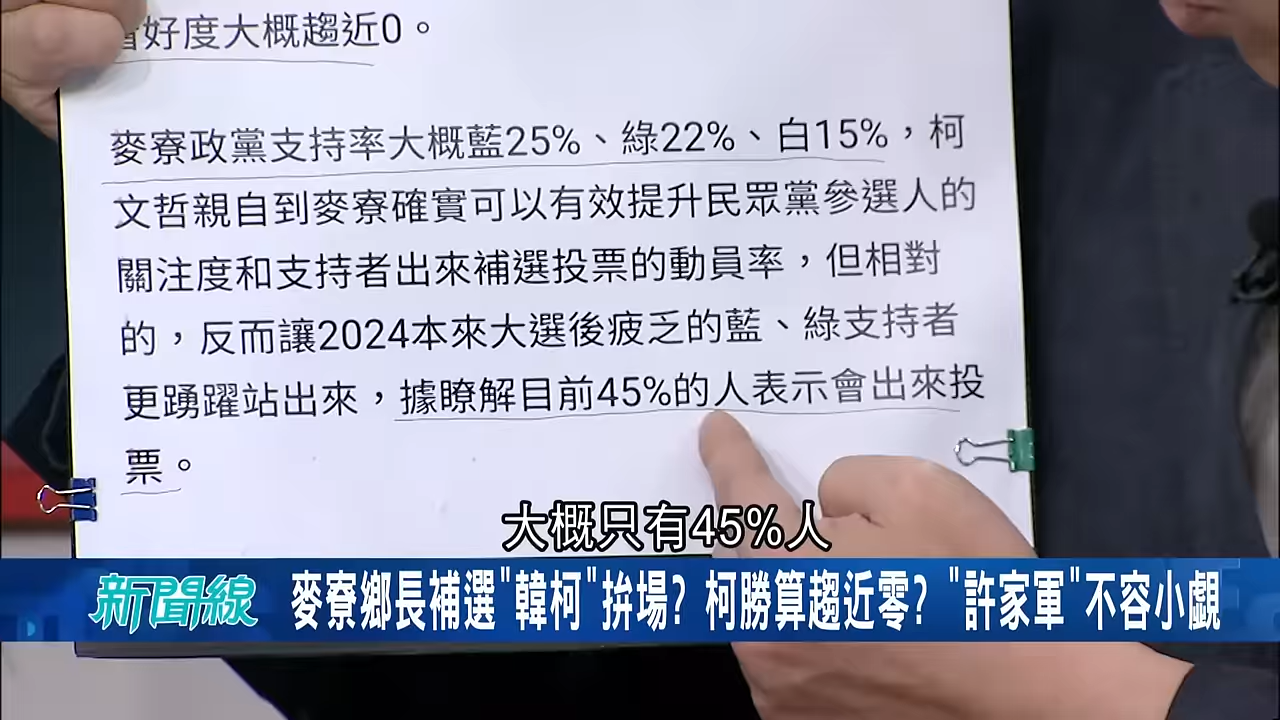 好度大概趨近0。
麥寮政黨支持率大概藍25%、綠22%、白15%，柯
文哲親自到麥寮確實可以有效提升民眾黨參選人的
關注度和支持者出來補選投票的動員率，但相對
的，反而讓2024本來大選後疲乏的藍、綠支持者
更踴躍站出來，據瞭解目前45%的人表示會出來投
票。
大概只有45%人
新聞線 麥寮鄉長補選"韓柯"拚場? 柯勝算趨近零? "許家軍"不容小覷